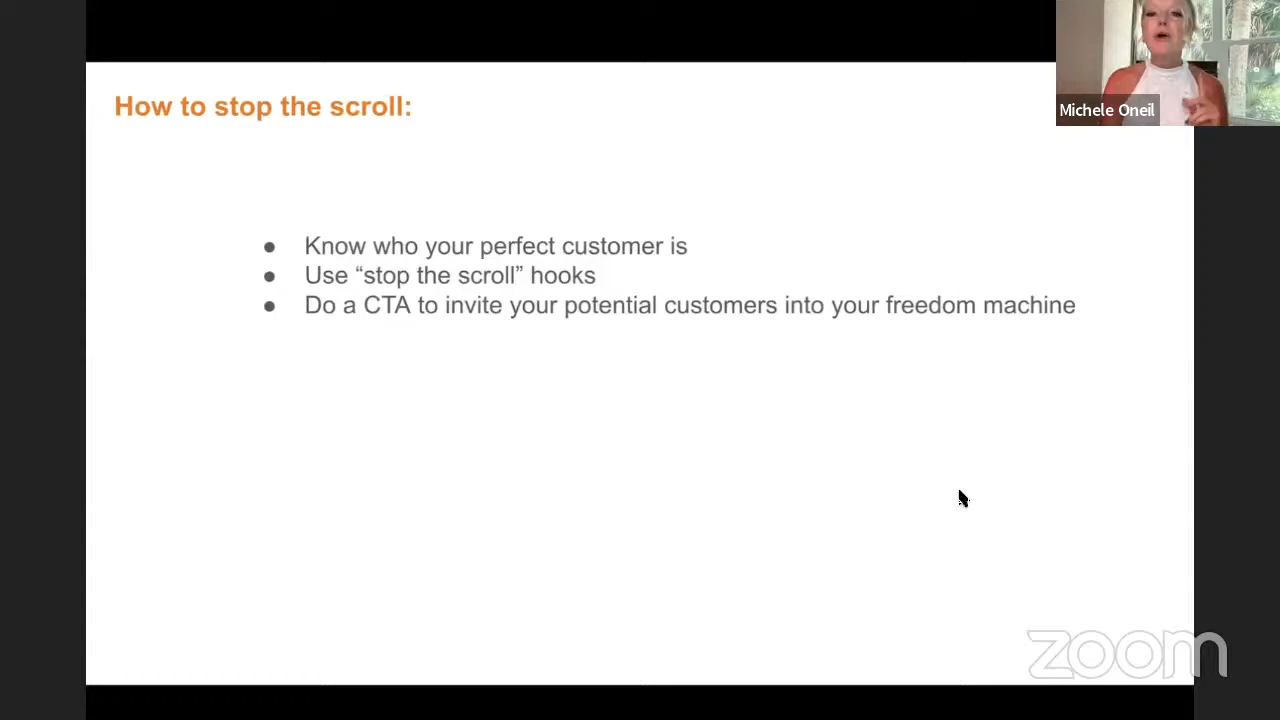 Michele Oneil
How to stop the scroll:
● Know who your perfect customer is
● Use “stop the scroll” hooks
● Do a CTA to invite your potential customers into your freedom machine
zoom